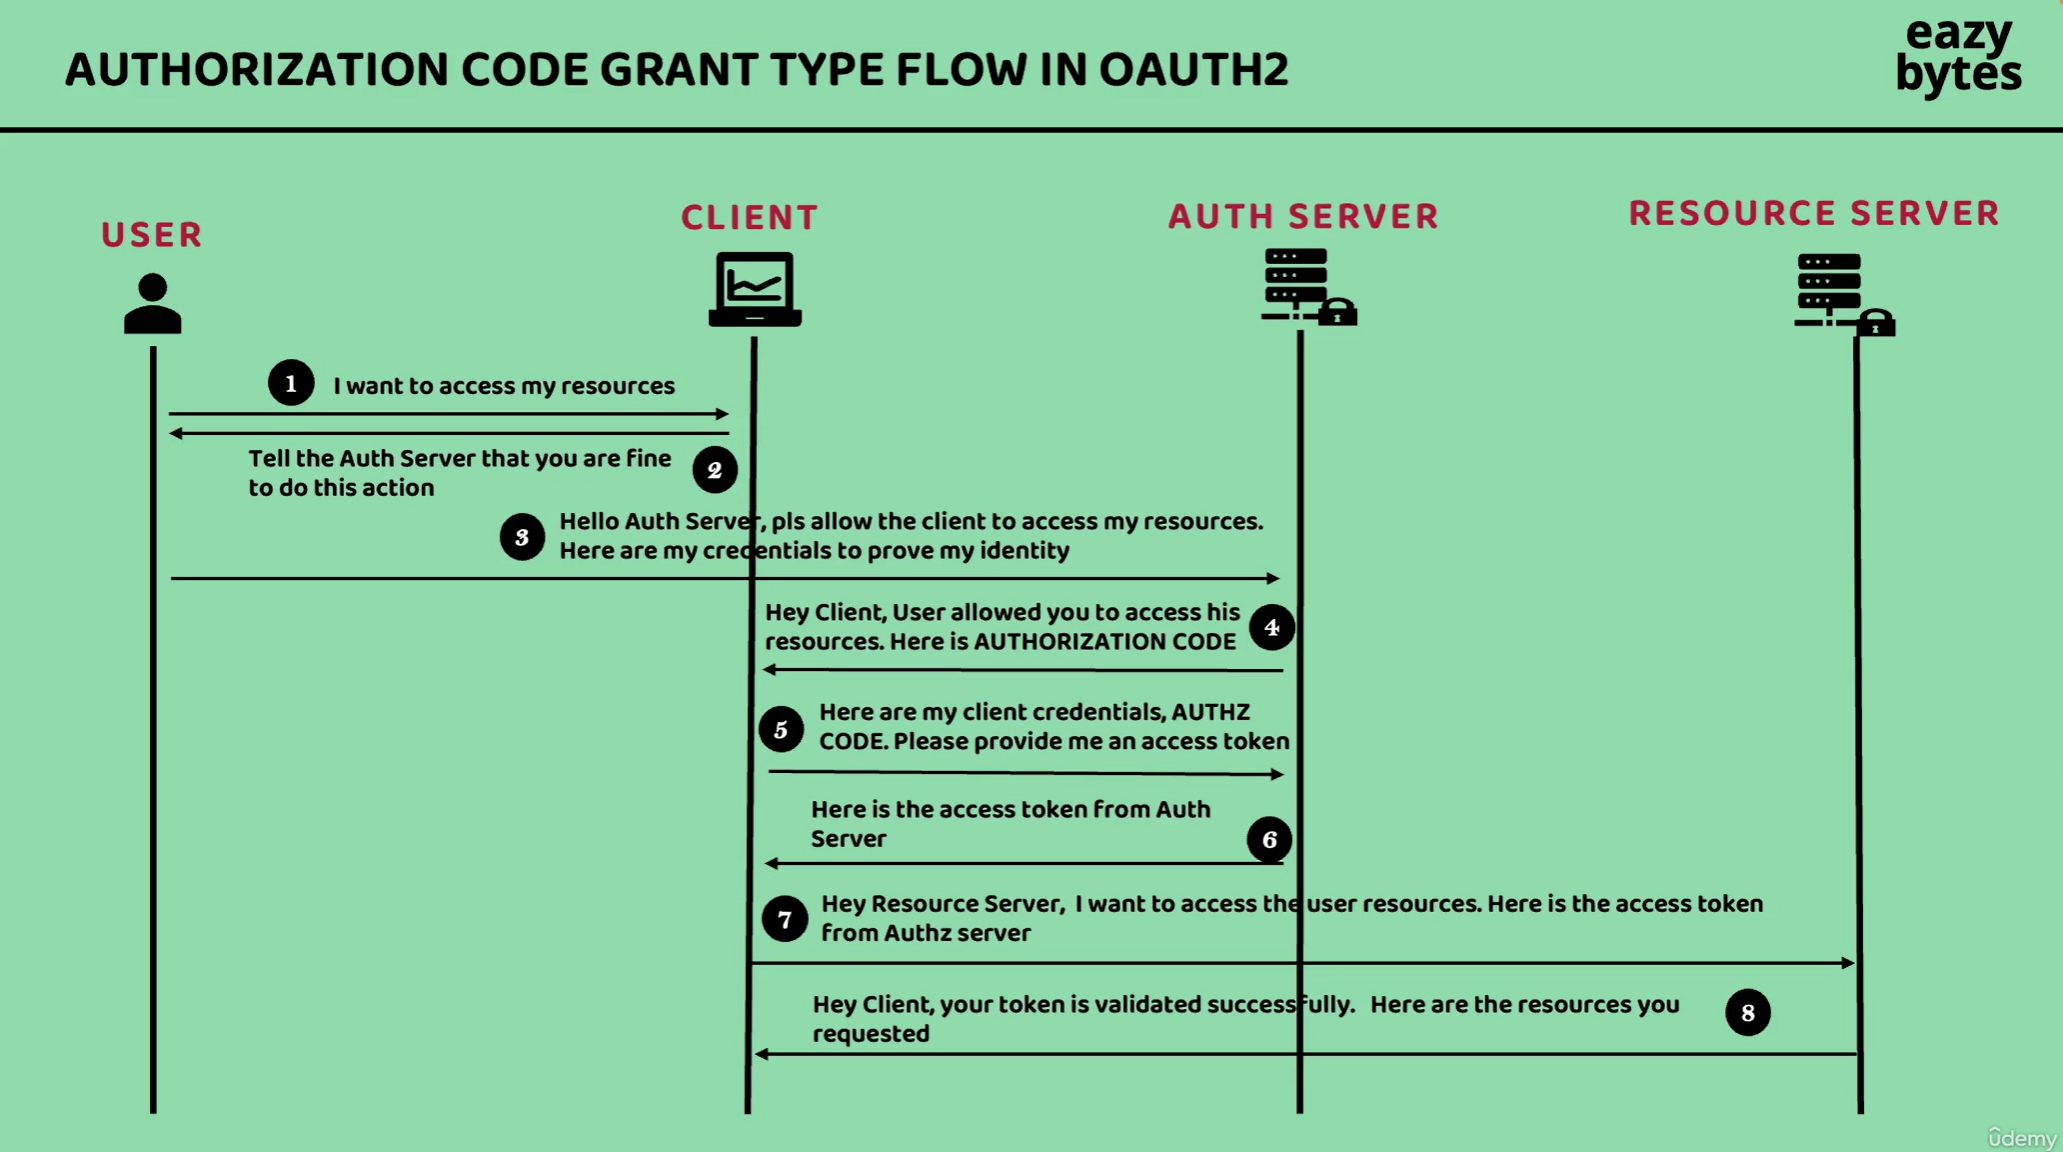 AUTHORIZATION CODE GRANT TYPE FLOW IN OAUTH2
eazy
bytes
USER
CLIENT
AUTH SERVER
RESOURCE SERVER
1
I want to access my resources
Tell the Auth Server that you are fine
to do this action
2
3
Hello Auth Server, pls allow the client to access my resources.
Here are my credentials to prove my identity
Hey Client, User allowed you to access his
resources. Here is AUTHORIZATION CODE
4
5
Here are my client credentials, AUTHZ
CODE. Please provide me an access token
Here is the access token from Auth
Server
6
7
Hey Resource Server, I want to access the user resources. Here is the access token
from Authz server
Hey Client, your token is validated successfully. Here are the resources you
requested
8
ûdemy